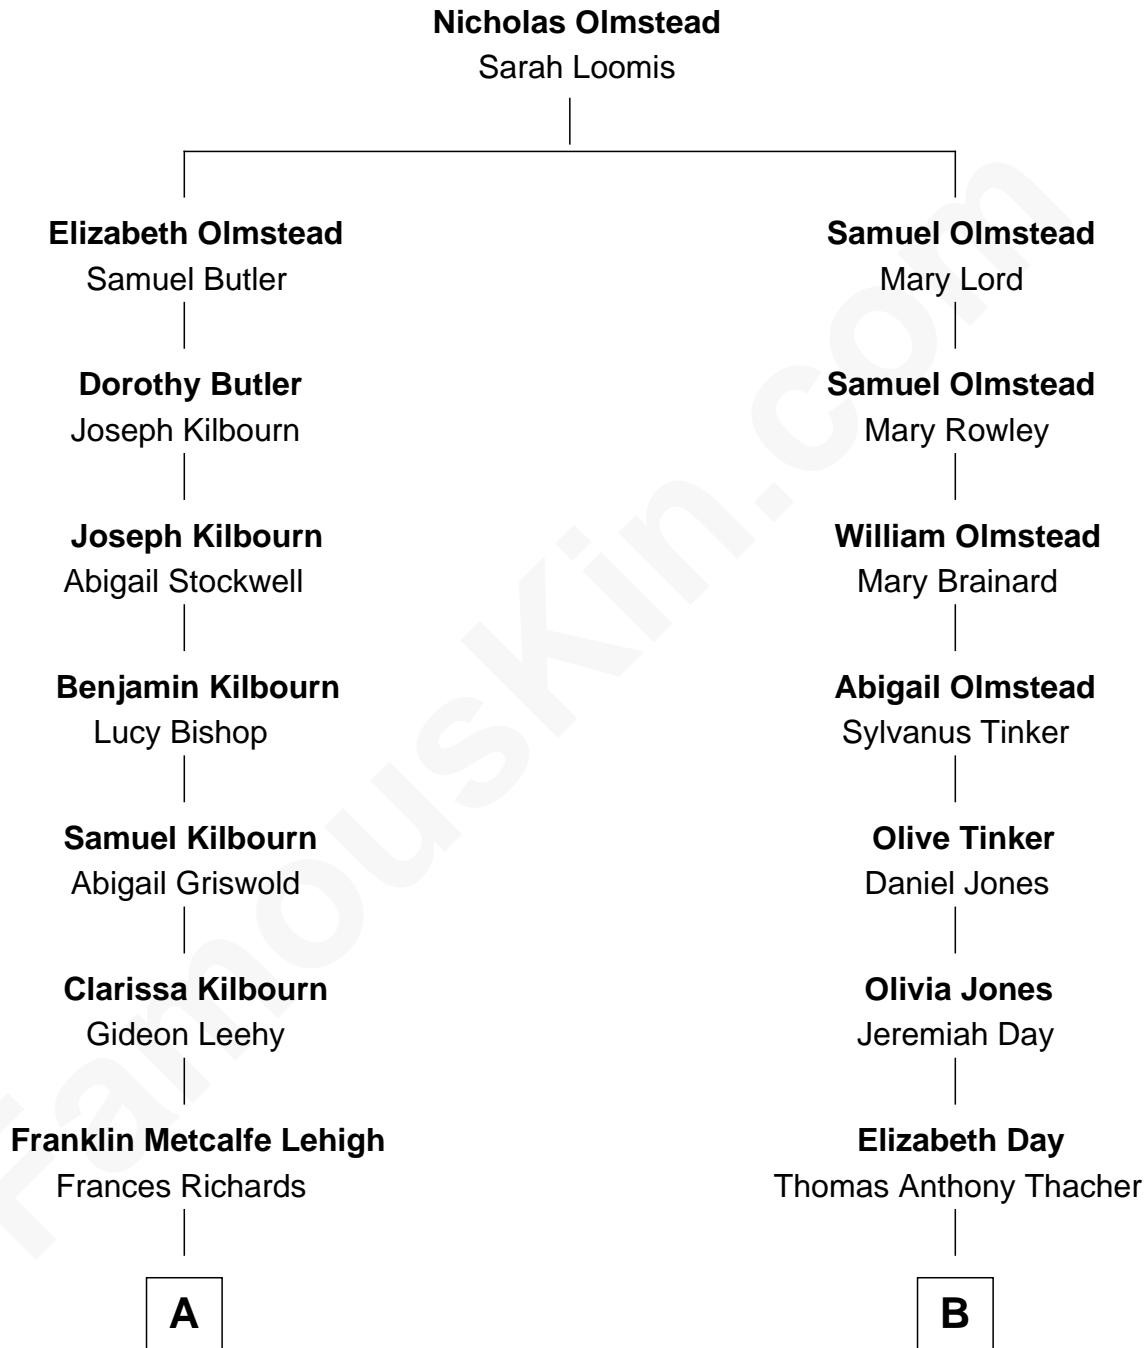 Nicholas Olmstead
Sarah Loomis
Elizabeth Olmstead
Samuel Butler
Dorothy Butler
Joseph Kilbourn
Joseph Kilbourn
Abigail Stockwell
Benjamin Kilbourn
Lucy Bishop
Samuel Kilbourn
Abigail Griswold
Clarissa Kilbourn
Gideon Leehy
Franklin Metcalfe Lehigh
Frances Richards
A
Samuel Olmstead
Mary Lord
Samuel Olmstead
Mary Rowley
William Olmstead
Mary Brainard
Abigail Olmstead
Sylvanus Tinker
Olive Tinker
Daniel Jones
Olivia Jones
Jeremiah Day
Elizabeth Day
Thomas Anthony Thacher
B
FamousKin.com